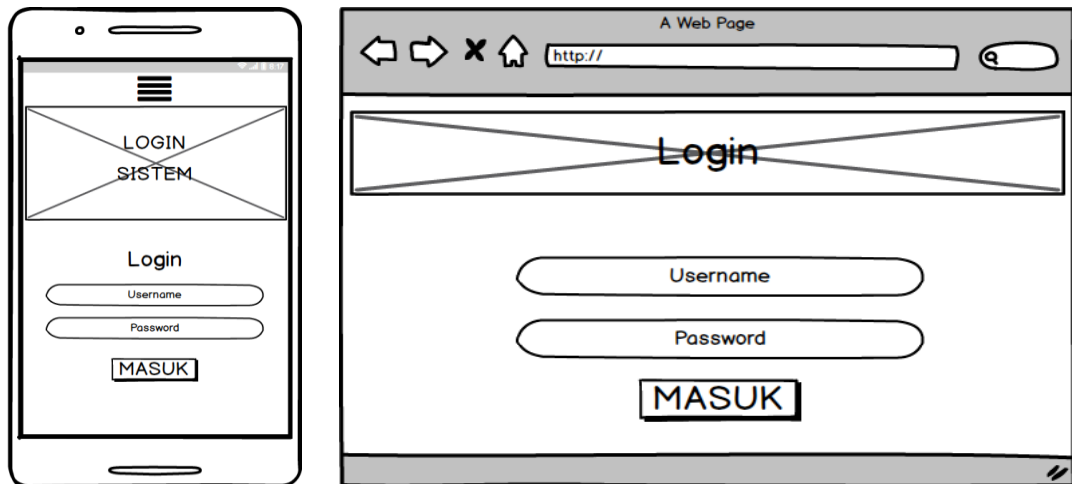 LOGIN
SISTEM
Login
Username
Password
MASUK
A Web Page
http://
Login
Username
Password
MASUK